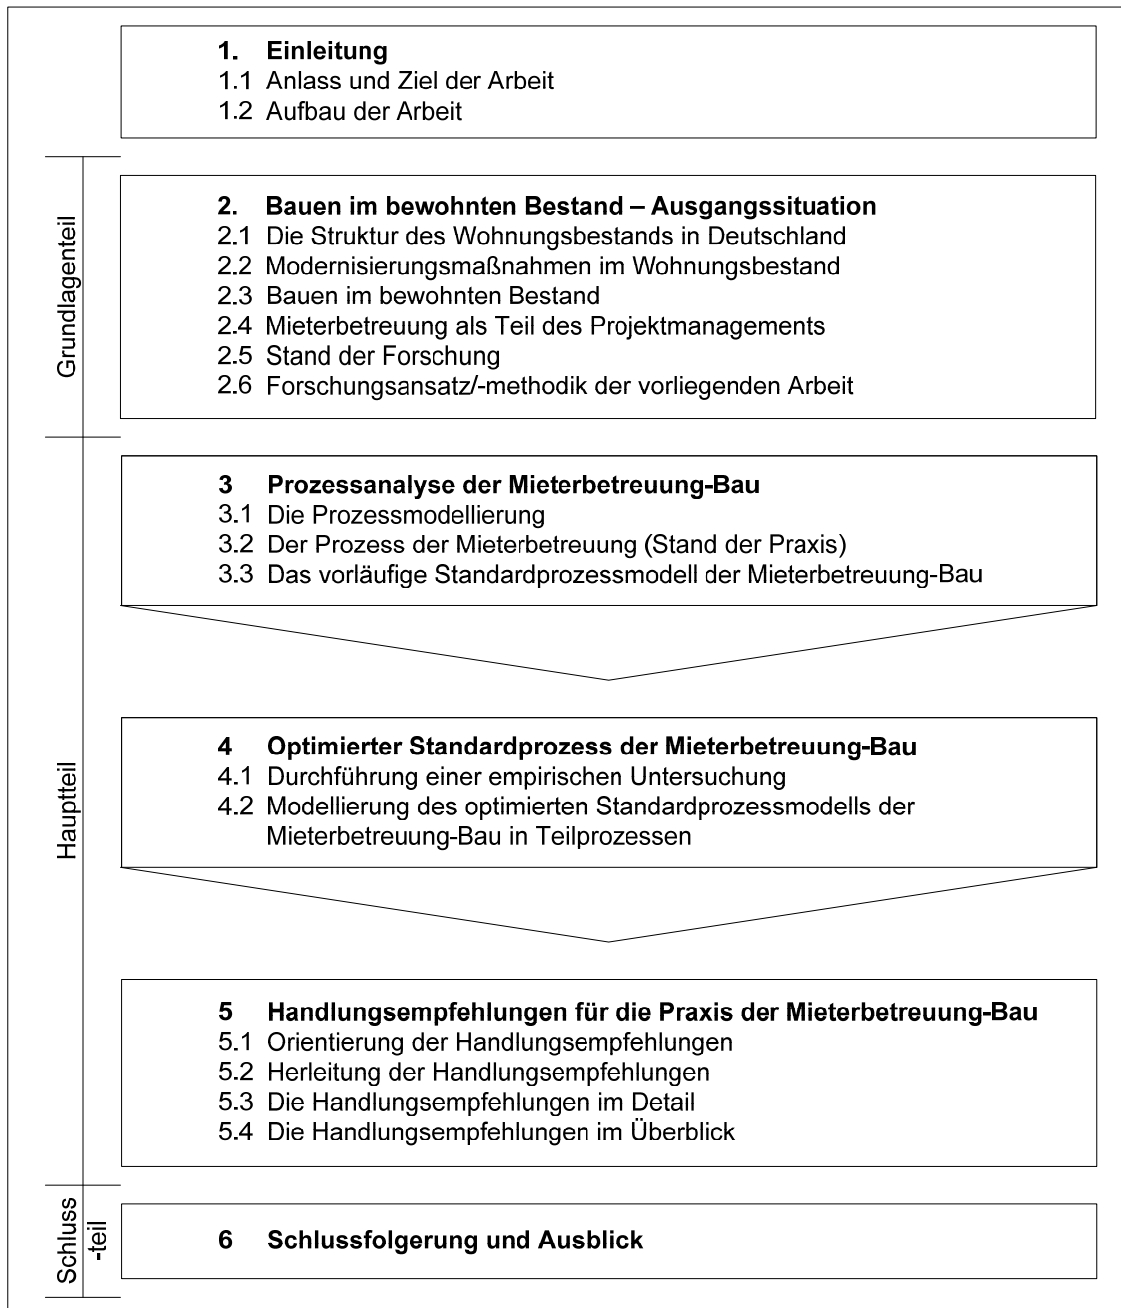 1. Einleitung
1.1 Anlass und Ziel der Arbeit
1.2 Aufbau der Arbeit
Grundlagenteil
2. Bauen im bewohnten Bestand – Ausgangssituation
2.1 Die Struktur des Wohnungsbestands in Deutschland
2.2 Modernisierungsmaßnahmen im Wohnungsbestand
2.3 Bauen im bewohnten Bestand
2.4 Mieterbetreuung als Teil des Projektmanagements
2.5 Stand der Forschung
2.6 Forschungsansatz/-methodik der vorliegenden Arbeit
Hauptteil
3 Prozessanalyse der Mieterbetreuung-Bau
3.1 Die Prozessmodellierung
3.2 Der Prozess der Mieterbetreuung (Stand der Praxis)
3.3 Das vorläufige Standardprozessmodell der Mieterbetreuung-Bau
4 Optimierter Standardprozess der Mieterbetreuung-Bau
4.1 Durchführung einer empirischen Untersuchung
4.2 Modellierung des optimierten Standardprozessmodells der
Mieterbetreuung-Bau in Teilprozessen
5 Handlungsempfehlungen für die Praxis der Mieterbetreuung-Bau
5.1 Orientierung der Handlungsempfehlungen
5.2 Herleitung der Handlungsempfehlungen
5.3 Die Handlungsempfehlungen im Detail
5.4 Die Handlungsempfehlungen im Überblick
Schluss
-teil
6 Schlussfolgerung und Ausblick